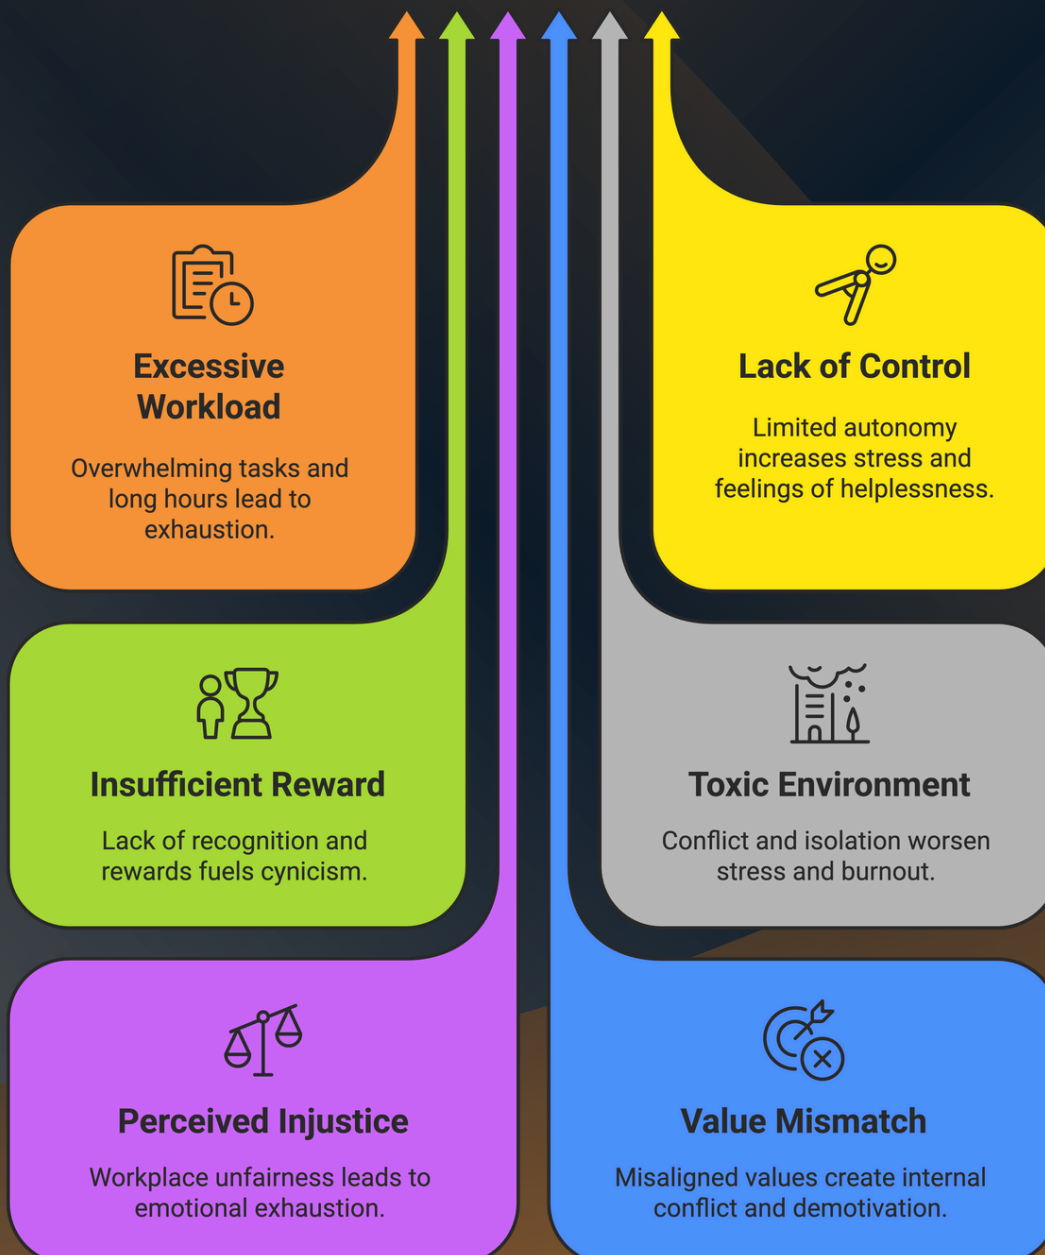 Excessive
Workload
Overwhelming tasks and
long hours lead to
exhaustion.
Lack of Control
Limited autonomy
increases stress and
feelings of helplessness.
Insufficient Reward
Lack of recognition and
rewards fuels cynicism.
Toxic Environment
Conflict and isolation worsen
stress and burnout.
Perceived Injustice
Workplace unfairness leads to
emotional exhaustion.
Value Mismatch
Misaligned values create internal
conflict and demotivation.